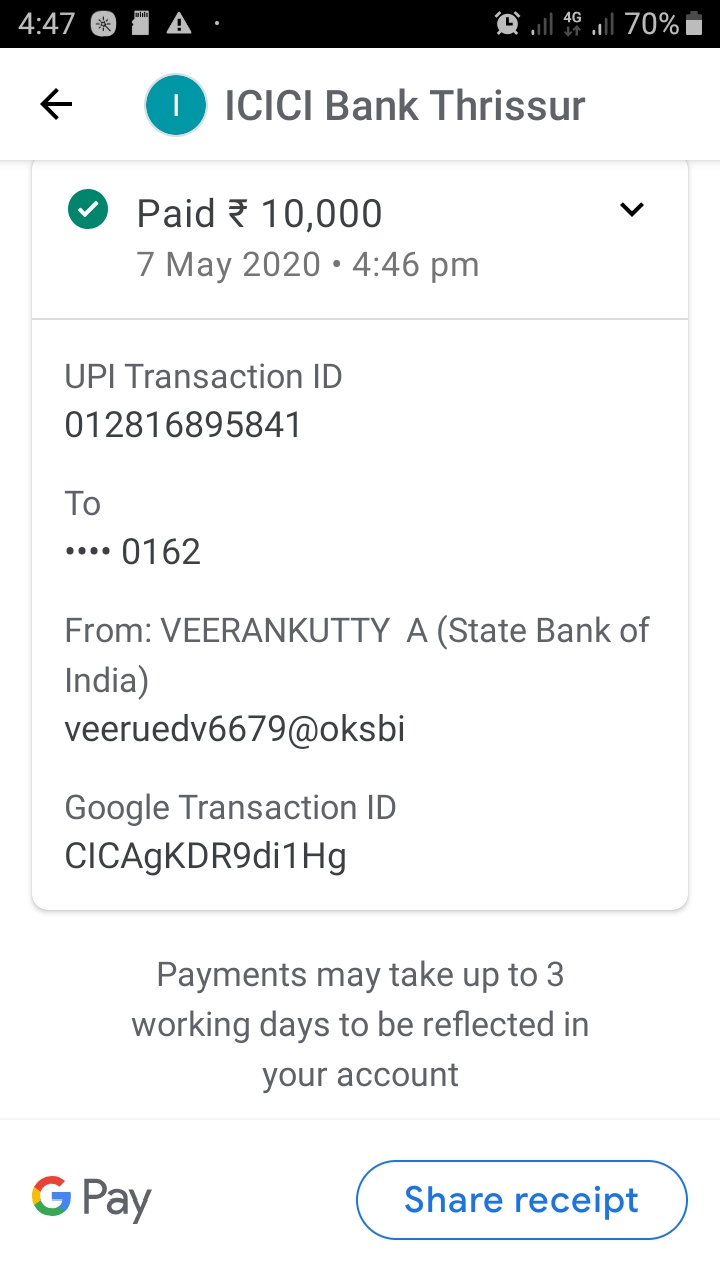 4:47 4G 70%
I ICICI Bank Thrissur
Paid ₹ 10,000
7 May 2020 • 4:46 pm
UPI Transaction ID
012816895841
To
•••• 0162
From: VEERANKUTTY  A (State Bank of
India)
veeruedv6679@oksbi
Google Transaction ID
CICAgKDR9di1Hg
Payments may take up to 3
working days to be reflected in
your account
G Pay
Share receipt